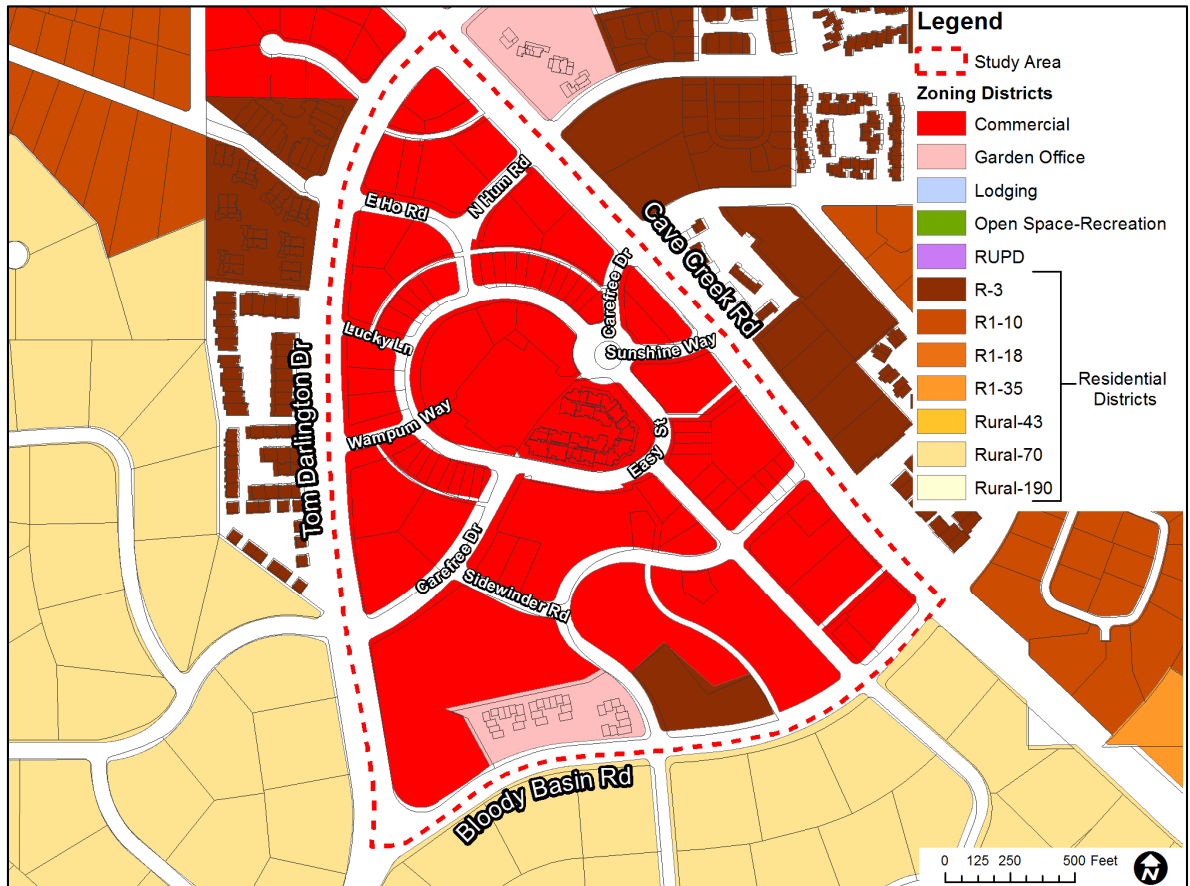 Legend
Study Area
Zoning Districts
Commercial
Garden Office
Lodging
Open Space-Recreation
RUPD
R-3
R1-10
R1-18
R1-35
Rural-43
Rural-70
Rural-190
Residential
Districts
N Hum Rd
E Ho Rd
Cave Creek Rd
Carefree Dr
Lucky Ln
Sunshine Way
Tom Darlington Dr
Wampum Way
Easy St
Carefree Dr
Sidewinder Rd
Bloody Basin Rd
0 125 250 500 Feet
N